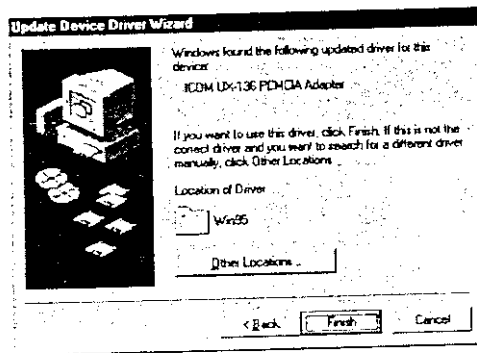 Update Device Driver Wizard
Windows found the following updated driver for this
device:
ICOM UX-136 PCMCIA Adapter
If you want to use this driver, click Finish. If this is not the
correct driver and you want to search for a different driver
manually, click Other Locations.
Location of Driver
Win95
Other Locations...
< Back
Finish
Cancel